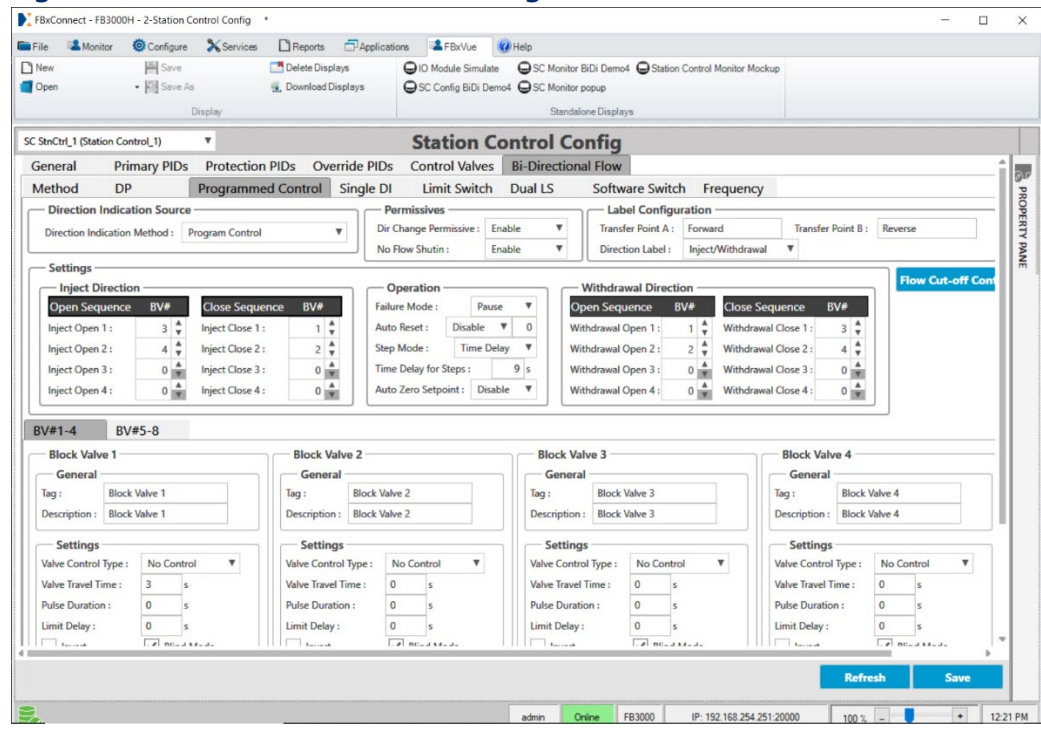 FBxConnect - FB3000H - 2-Station Control Config *
File Monitor Configure Services Reports Applications FBxVue Help
New Save Delete Displays IO Module Simulate SC Monitor BiDi Demo4 Station Control Monitor Mockup
Open Save As Download Displays SC Config BiDi Demo4 SC Monitor popup
Display Standalone Displays
SC StnCtrl_1 (Station Control_1) Station Control Config
General Primary PIDs Protection PIDs Override PIDs Control Valves Bi-Directional Flow
Method DP Programmed Control Single DI Limit Switch Dual LS Software Switch Frequency
PROPERTY PANE
Direction Indication Source Permissives Label Configuration
Direction Indication Method : Program Control Dir Change Permissive : Enable Transfer Point A : Forward Transfer Point B : Reverse
No Flow Shutin : Enable Direction Label : Inject/Withdrawal
Settings Flow Cut-off Conf
Inject Direction Operation Withdrawal Direction
Open Sequence BV# Close Sequence BV# Failure Mode : Pause Open Sequence BV# Close Sequence BV#
Inject Open 1 : 3 Inject Close 1 : 1 Auto Reset : Disable 0 Withdrawal Open 1 : 1 Withdrawal Close 1 : 3
Inject Open 2 : 4 Inject Close 2 : 2 Step Mode : Time Delay Withdrawal Open 2 : 2 Withdrawal Close 2 : 4
Inject Open 3 : 0 Inject Close 3 : 0 Time Delay for Steps : 9 s Withdrawal Open 3 : 0 Withdrawal Close 3 : 0
Inject Open 4 : 0 Inject Close 4 : 0 Auto Zero Setpoint : Disable Withdrawal Open 4 : 0 Withdrawal Close 4 : 0
BV#1-4 BV#5-8
Block Valve 1 Block Valve 2 Block Valve 3 Block Valve 4
General General General General
Tag : Block Valve 1 Tag : Block Valve 2 Tag : Block Valve 3 Tag : Block Valve 4
Description : Block Valve 1 Description : Block Valve 2 Description : Block Valve 3 Description : Block Valve 4
Settings Settings Settings Settings
Valve Control Type : No Control Valve Control Type : No Control Valve Control Type : No Control Valve Control Type : No Control
Valve Travel Time : 3 s Valve Travel Time : 0 s Valve Travel Time : 0 s Valve Travel Time : 0 s
Pulse Duration : 0 s Pulse Duration : 0 s Pulse Duration : 0 s Pulse Duration : 0 s
Limit Delay : 0 s Limit Delay : 0 s Limit Delay : 0 s Limit Delay : 0 s
Refresh Save
admin Online FB3000 IP: 192.168.254.251:20000 100 % - + 12:21 PM